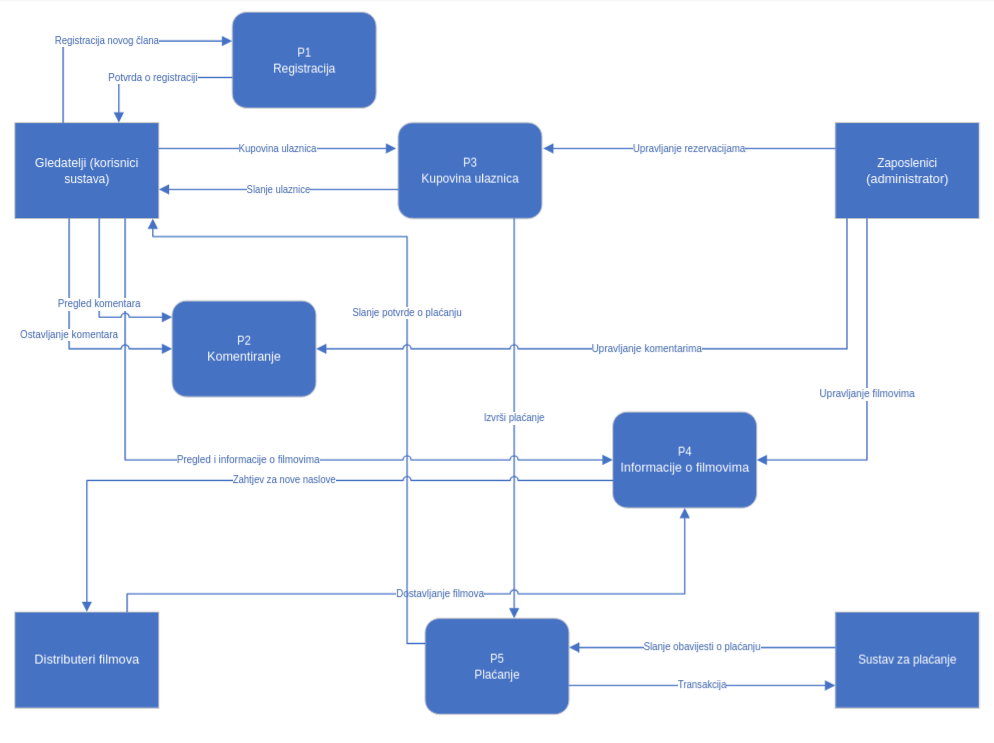 Registracija novog člana
P1
Registracija
Potvrda o registraciji
Gledatelji (korisnici
sustava)
Kupovina ulaznica
Slanje ulaznice
P3
Kupovina ulaznica
Upravljanje rezervacijama
Zaposlenici
(administrator)
Pregled komentara
Ostavljanje komentara
P2
Komentiranje
Slanje potvrde o plaćanju
Upravljanje komentarima
Upravljanje filmovima
Izvrši plaćanje
P4
Informacije o filmovima
Pregled i informacije o filmovima
Zahtjev za nove naslove
Dostavljanje filmova
Distributeri filmova
P5
Plaćanje
Slanje obavijesti o plaćanju
Transakcija
Sustav za plaćanje